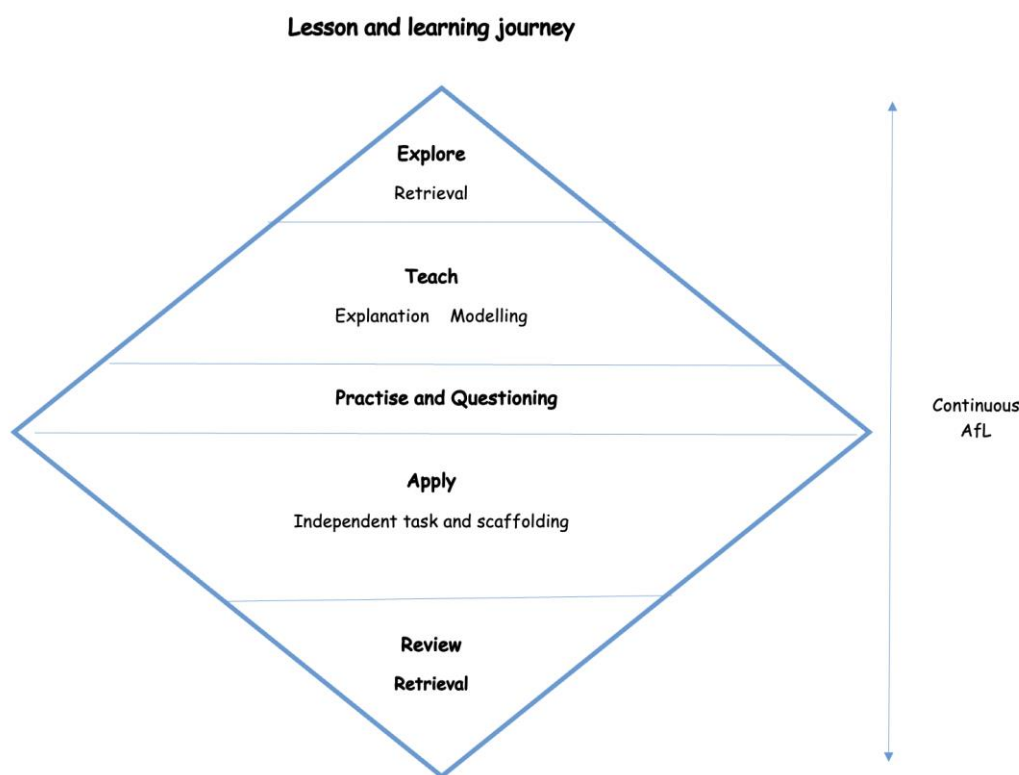 Lesson and learning journey
Explore
Retrieval
Teach
Explanation Modelling
Practise and Questioning
Apply
Independent task and scaffolding
Review
Retrieval
Continuous
AfL